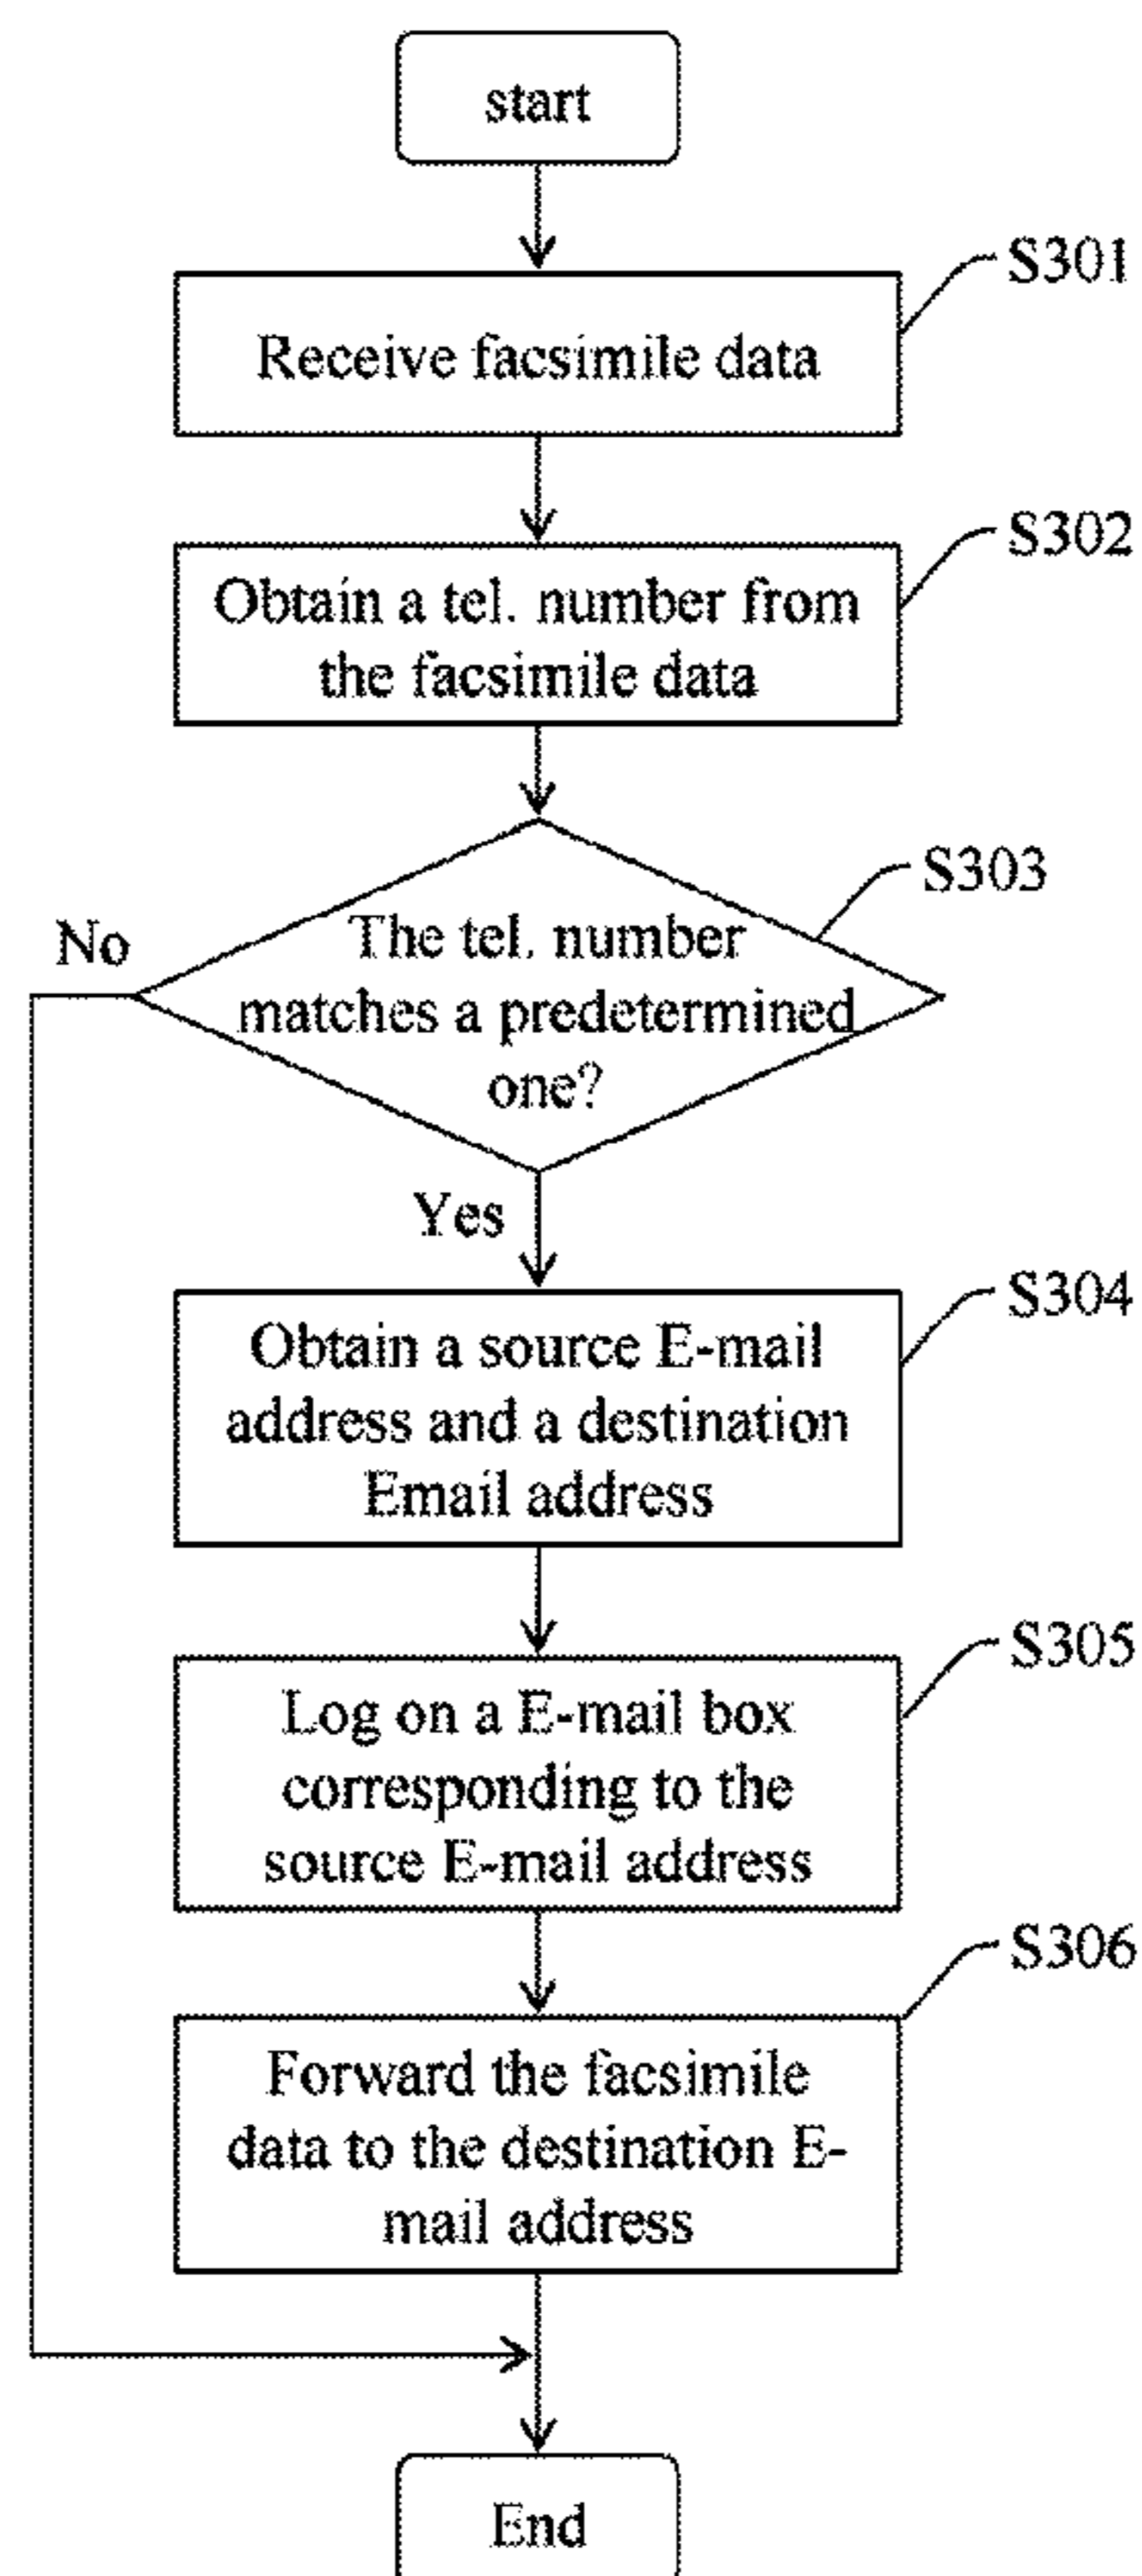 start
S301
Receive facsimile data
S302
Obtain a tel. number from
the facsimile data
S303
No
The tel. number
matches a predetermined
one?
Yes
S304
Obtain a source E-mail
address and a destination
Email address
S305
Log on a E-mail box
corresponding to the
source E-mail address
S306
Forward the facsimile
data to the destination E-
mail address
End